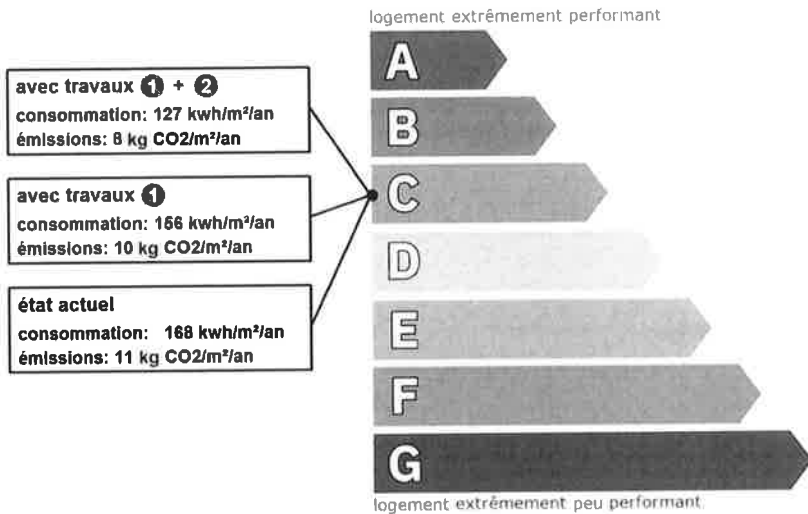 logement extrêmement performant
A
avec travaux 1 + 2
consommation: 127 kwh/m²/an
émissions: 8 kg CO2/m²/an
B
avec travaux 1
consommation: 156 kwh/m²/an
émissions: 10 kg CO2/m²/an
C
D
état actuel
consommation: 168 kwh/m²/an
émissions: 11 kg CO2/m²/an
E
F
G
logement extrêmement peu performant